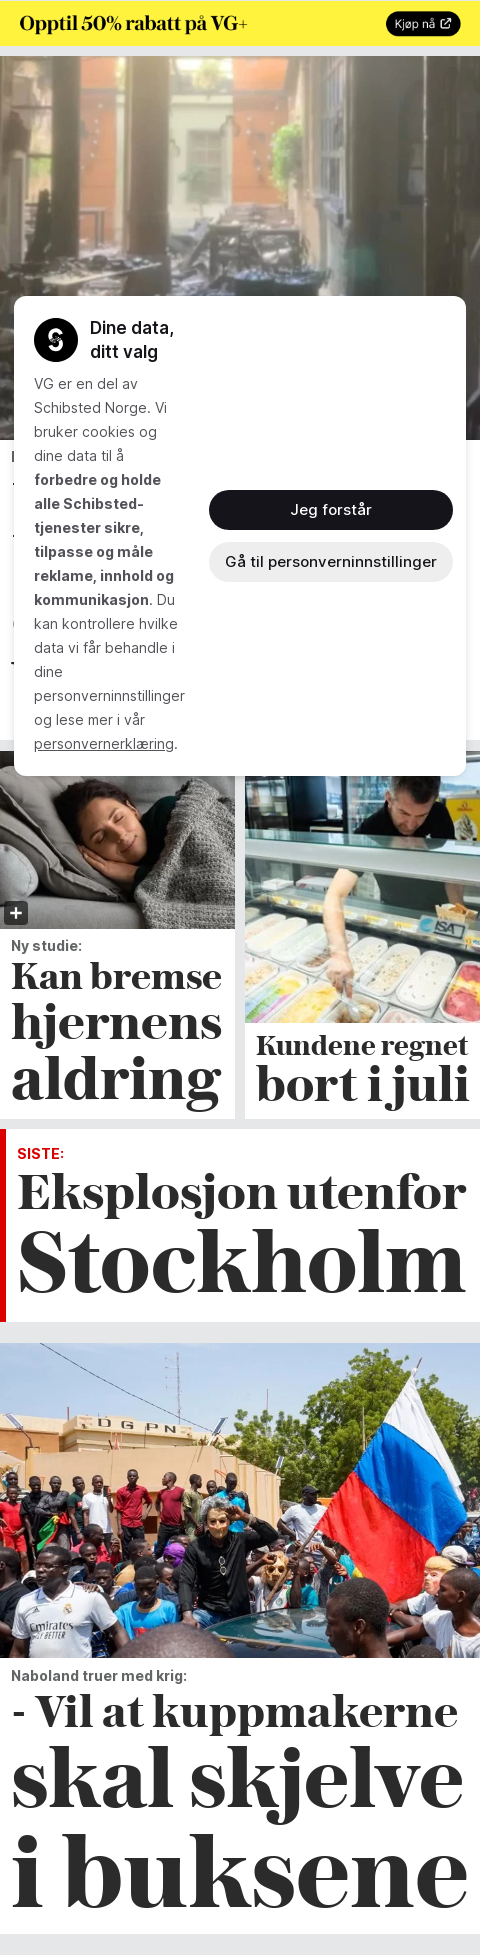 Opptil 50% rabatt på VG+
Kjøp nå
Dine data,
ditt valg
VG er en del av
Schibsted Norge. Vi
bruker cookies og
dine data til å
forbedre og holde
alle Schibsted-
tjenester sikre,
tilpasse og måle
reklame, innhold og
kommunikasjon. Du
kan kontrollere hvilke
data vi får behandle i
dine
personverninnstillinger
og lese mer i vår
personvernerklæring.
Jeg forstår
Gå til personverninnstillinger
Ny studie:
Kan bremse
hjernens
aldring
Kundene regnet
bort i juli
SISTE:
Eksplosjon utenfor
Stockholm
DGPN
Emirates
FLY BETTER
Naboland truer med krig:
- Vil at kuppmakerne
skal skjelve
i buksene